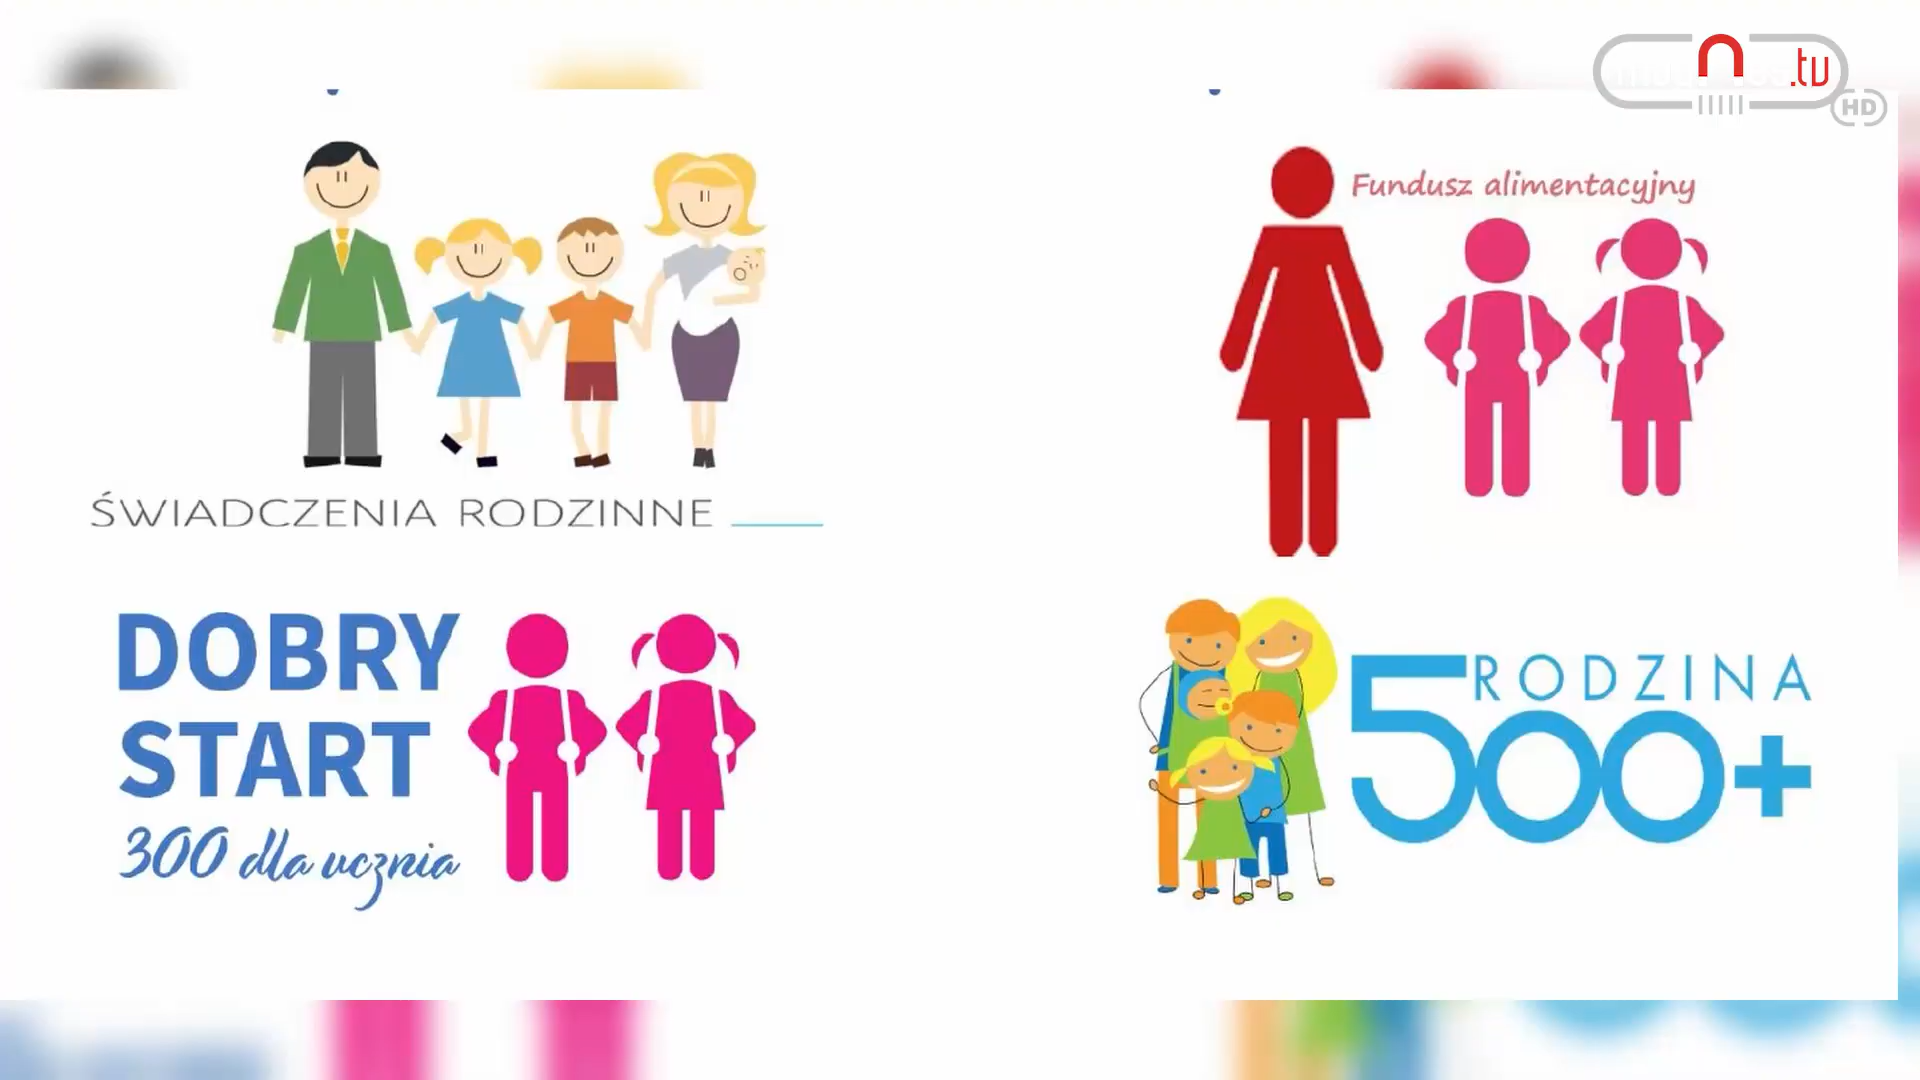 .tv
HD
Fundusz alimentacyjny
ŚWIADCZENIA RODZINNE
DOBRY
START
300 dla ucznia
RODZINA
500+